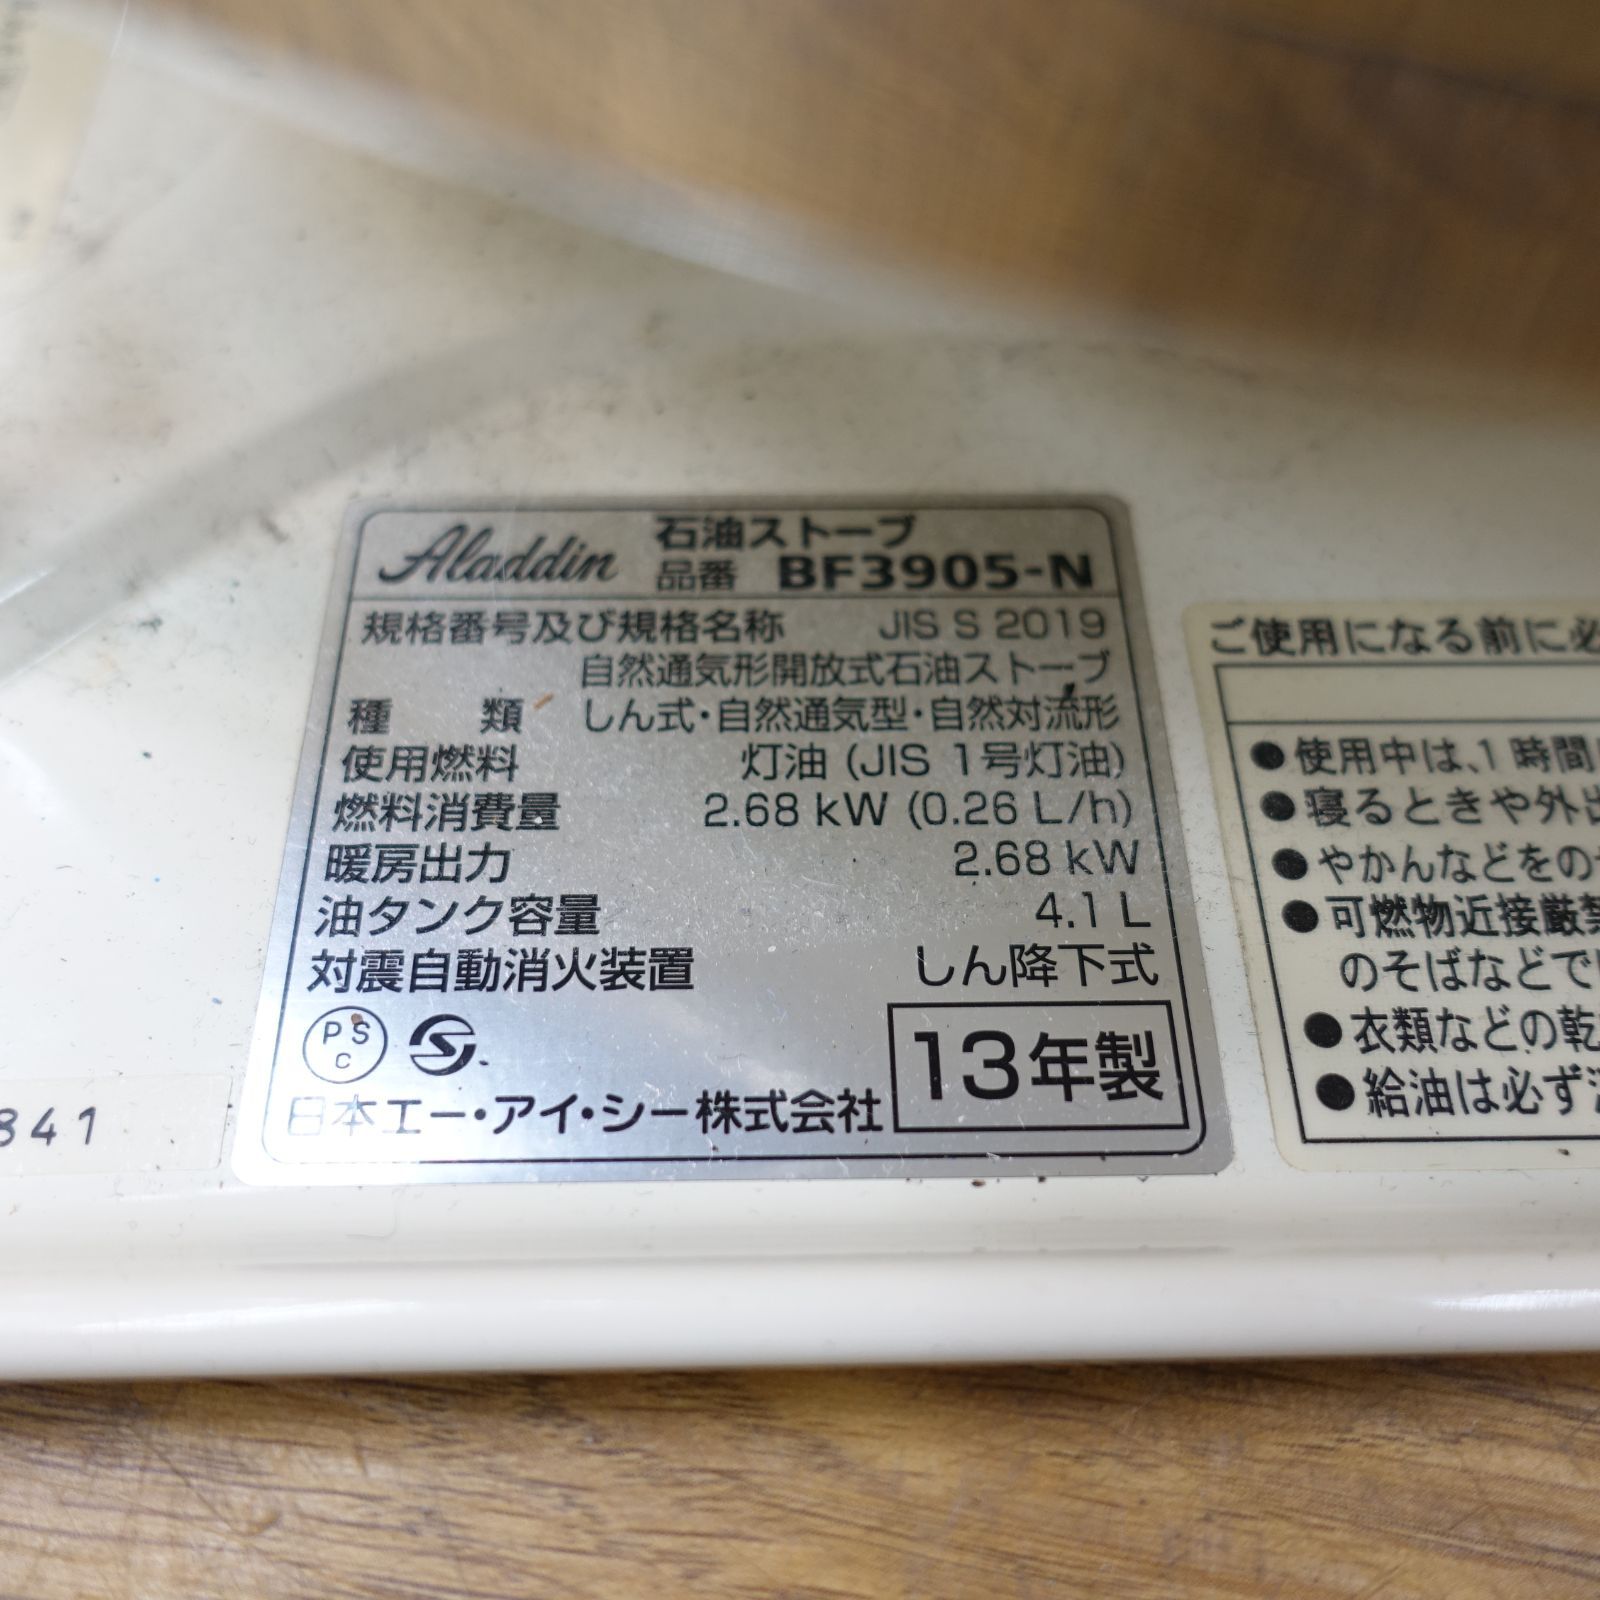 Aladdin 石油ストーブ
品番 BF3905-N
規格番号及び規格名称 JIS S 2019
自然通気形開放式石油ストーブ
種類 しん式・自然通気型・自然対流形
使用燃料 灯油 (JIS 1号灯油)
燃料消費量 2.68 kW (0.26 L/h)
暖房出力 2.68 kW
油タンク容量 4.1 L
対震自動消火装置 しん降下式
PS
C
13年製
日本エー・アイ・シー株式会社
841
ご使用になる前に必
●使用中は、1時間
●寝るときや外出
●やかんなどをの
●可燃物近接厳禁
のそばなどで
●衣類などの乾
●給油は必ず